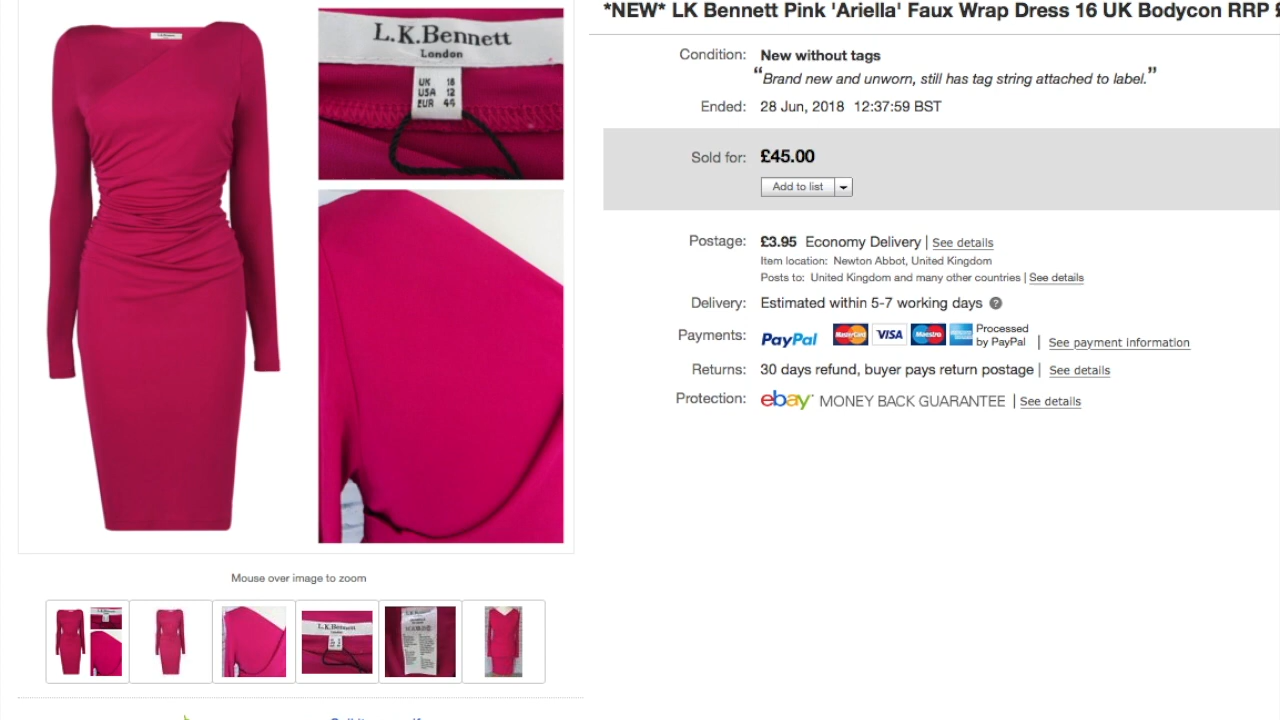 *NEW* LK Bennett Pink 'Ariella' Faux Wrap Dress 16 UK Bodycon RRP £
L.K.Bennett
London
UK 16
USA 12
EUR 44
Condition: New without tags
“Brand new and unworn, still has tag string attached to label.”
Ended: 28 Jun, 2018 12:37:59 BST
Sold for: £45.00
Add to list
Postage: £3.95 Economy Delivery | See details
Item location: Newton Abbot, United Kingdom
Posts to: United Kingdom and many other countries | See details
Delivery: Estimated within 5-7 working days ?
Payments: PayPal MasterCard VISA Maestro Processed
by PayPal | See payment information
Returns: 30 days refund, buyer pays return postage | See details
Protection: ebay MONEY BACK GUARANTEE | See details
Mouse over image to zoom
L.K.Bennett